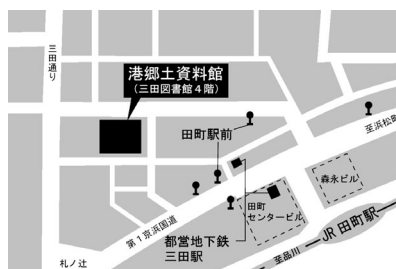 三田通り
港郷土資料館
(三田図書館4階)
田町駅前
至浜松町
森永ビル
田町
センタービル
第1京浜国道
都営地下鉄
三田駅
JR 田町駅
札ノ辻
至品川